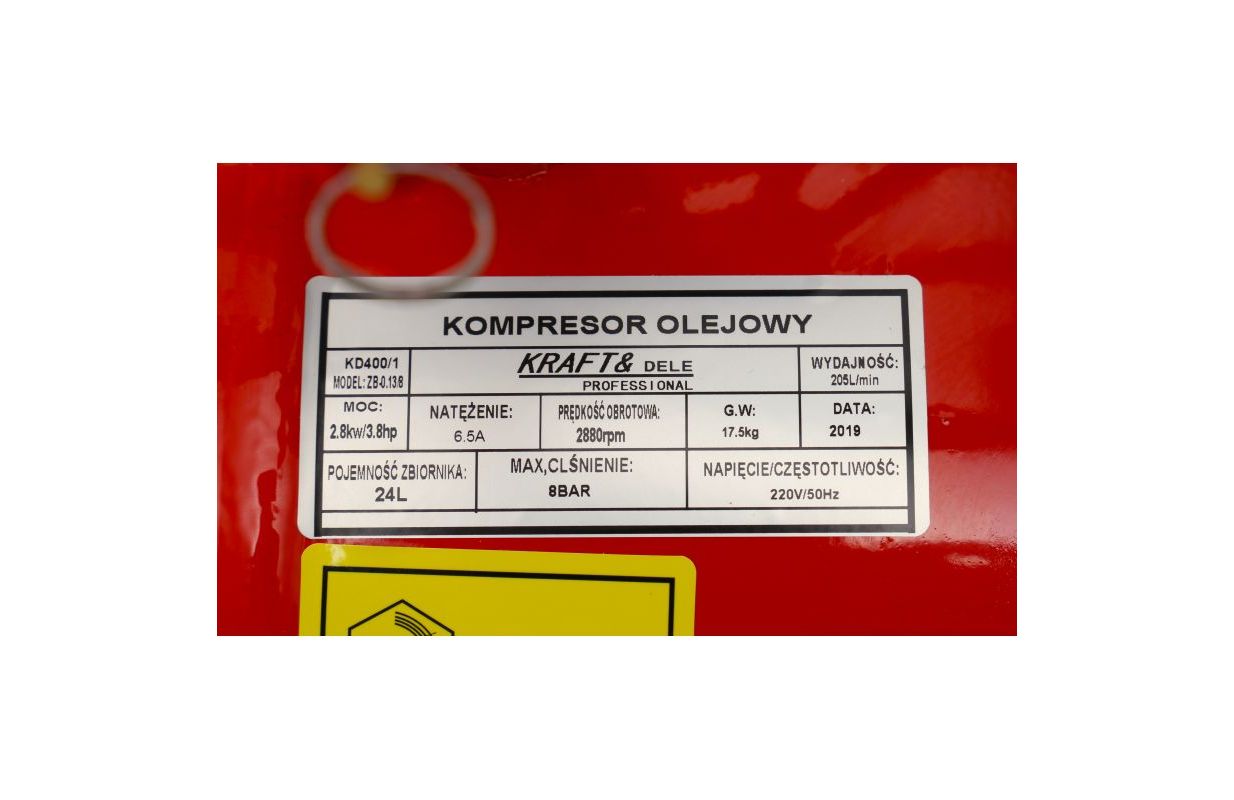 KOMPRESOR OLEJOWY
KD400/1
MODEL: ZB-0.13/8
KRAFT& DELE
PROFESSIONAL
WYDAJNOŚĆ:
205L/min
MOC:
2.8kw/3.8hp
NATĘŻENIE:
6.5A
PRĘDKOŚĆ OBROTOWA:
2880rpm
G.W:
17.5kg
DATA:
2019
POJEMNOŚĆ ZBIORNIKA:
24L
MAX,CLŚNIENIE:
8BAR
NAPIĘCIE/CZĘSTOTLIWOŚĆ:
220V/50Hz